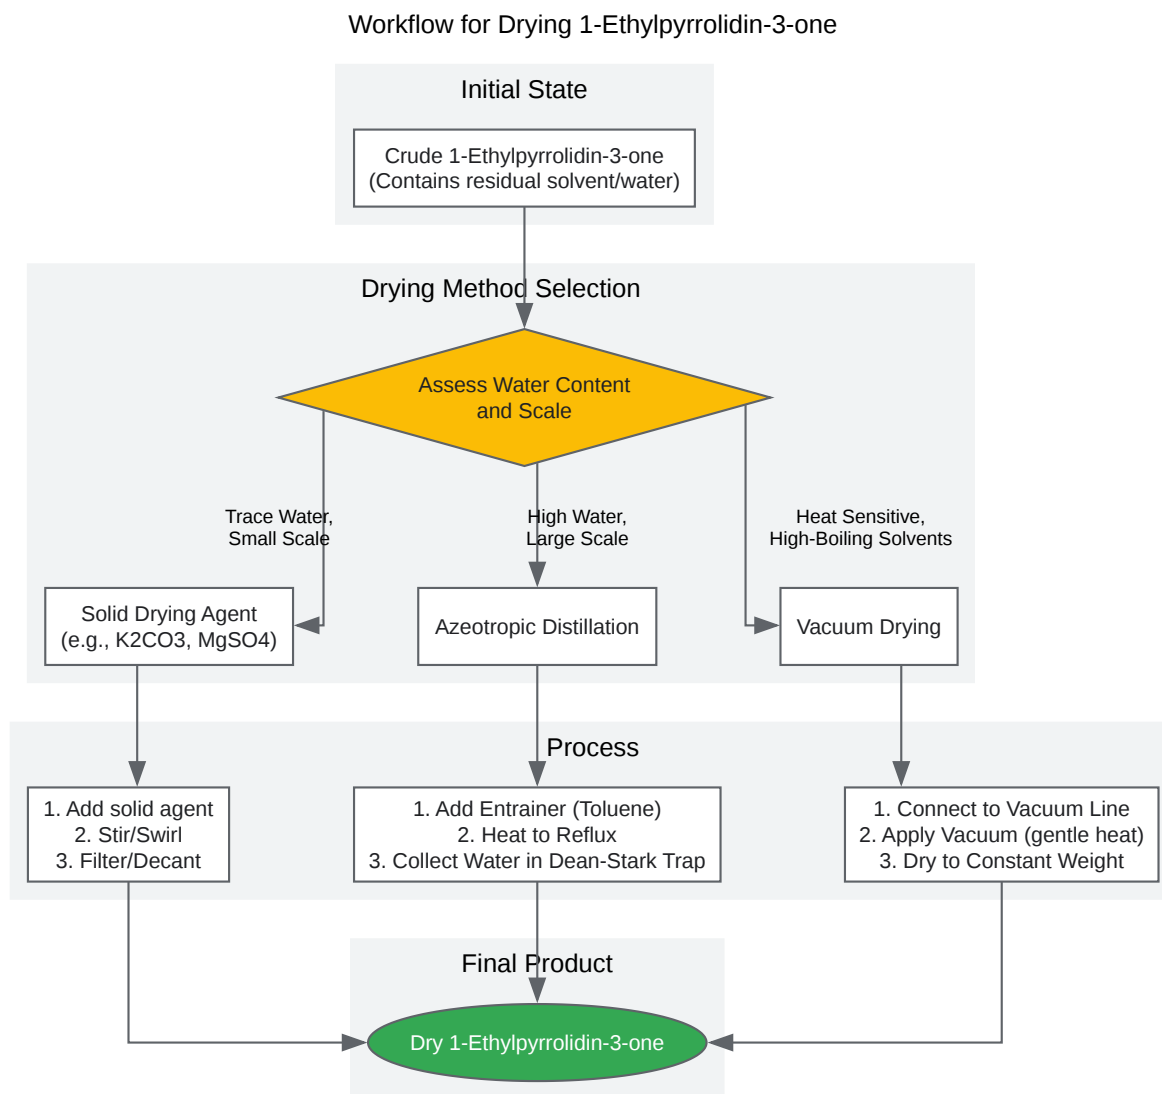 Workflow for Drying 1-Ethylpyrrolidin-3-one
Initial State
Crude 1-Ethylpyrrolidin-3-one
(Contains residual solvent/water)
Drying Method Selection
Assess Water Content
and Scale
Trace Water,
Small Scale
High Water,
Large Scale
Heat Sensitive,
High-Boiling Solvents
Solid Drying Agent
(e.g., K2CO3, MgSO4)
Azeotropic Distillation
Vacuum Drying
Process
1. Add solid agent
2. Stir/Swirl
3. Filter/Decant
1. Add Entrainer (Toluene)
2. Heat to Reflux
3. Collect Water in Dean-Stark Trap
1. Connect to Vacuum Line
2. Apply Vacuum (gentle heat)
3. Dry to Constant Weight
Final Product
Dry 1-Ethylpyrrolidin-3-one